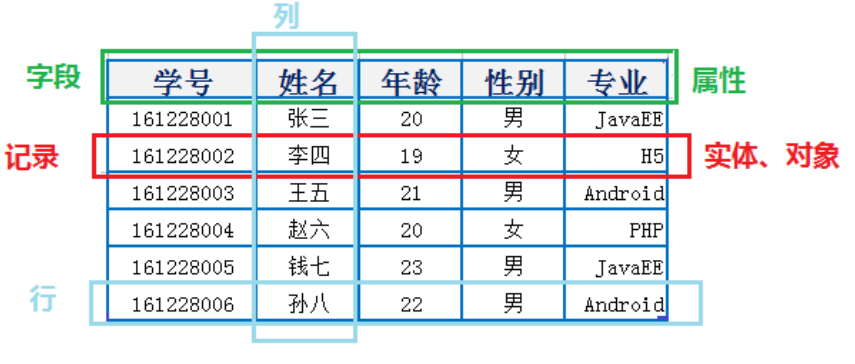 列
字段 学号 姓名 年龄 性别 专业 属性
161228001 张三 20 男 JavaEE
记录 161228002 李四 19 女 H5 实体、对象
161228003 王五 21 男 Android
161228004 赵六 20 女 PHP
161228005 钱七 23 男 JavaEE
行 161228006 孙八 22 男 Android